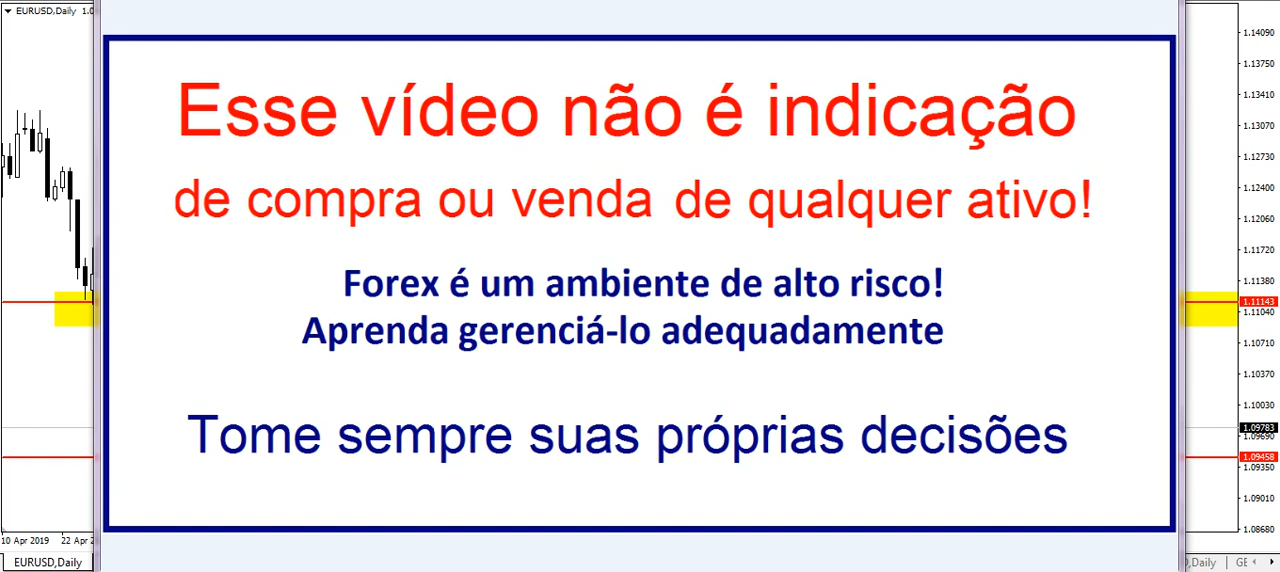 EURUSD,Daily 1.0
Esse vídeo não é indicação
de compra ou venda de qualquer ativo!
Forex é um ambiente de alto risco!
Aprenda gerenciá-lo adequadamente
Tome sempre suas próprias decisões
1.14090
1.13750
1.13410
1.13070
1.12730
1.12400
1.12060
1.11720
1.11380
1.11143
1.11040
1.10710
1.10370
1.10030
1.09783
1.09690
1.09458
1.09350
1.09010
1.08680
10 Apr 2019 22 Apr 2
EURUSD,Daily
,Daily GE